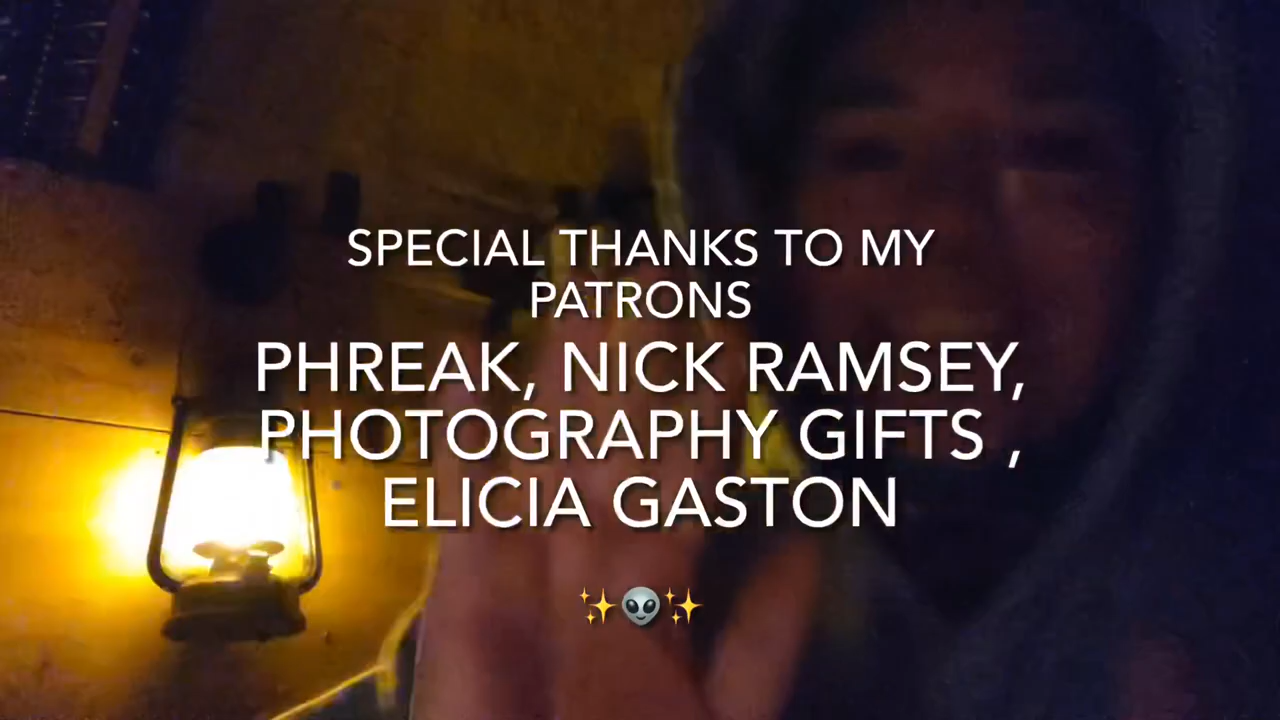 SPECIAL THANKS TO MY
PATRONS
PHREAK, NICK RAMSEY,
PHOTOGRAPHY GIFTS ,
ELICIA GASTON
✨👽✨